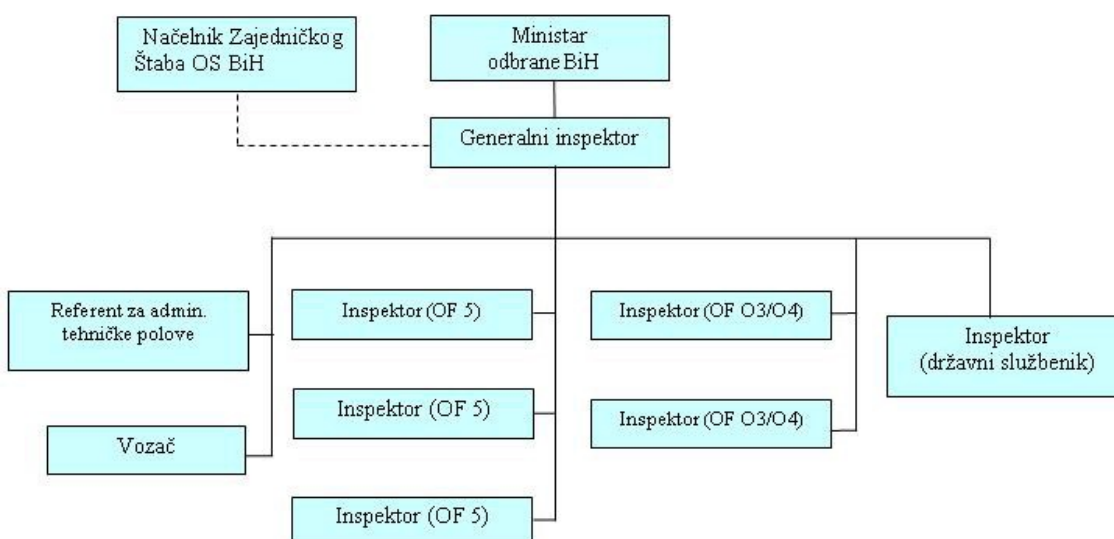 Načelnik Zajedničkog
Štaba OS BiH
Ministar
odbrane BiH
Generalni inspektor
Referent za admin.
tehničke polove
Inspektor (OF 5)
Inspektor (OF O3/O4)
Inspektor
(državni službenik)
Inspektor (OF 5)
Inspektor (OF O3/O4)
Vozač
Inspektor (OF 5)